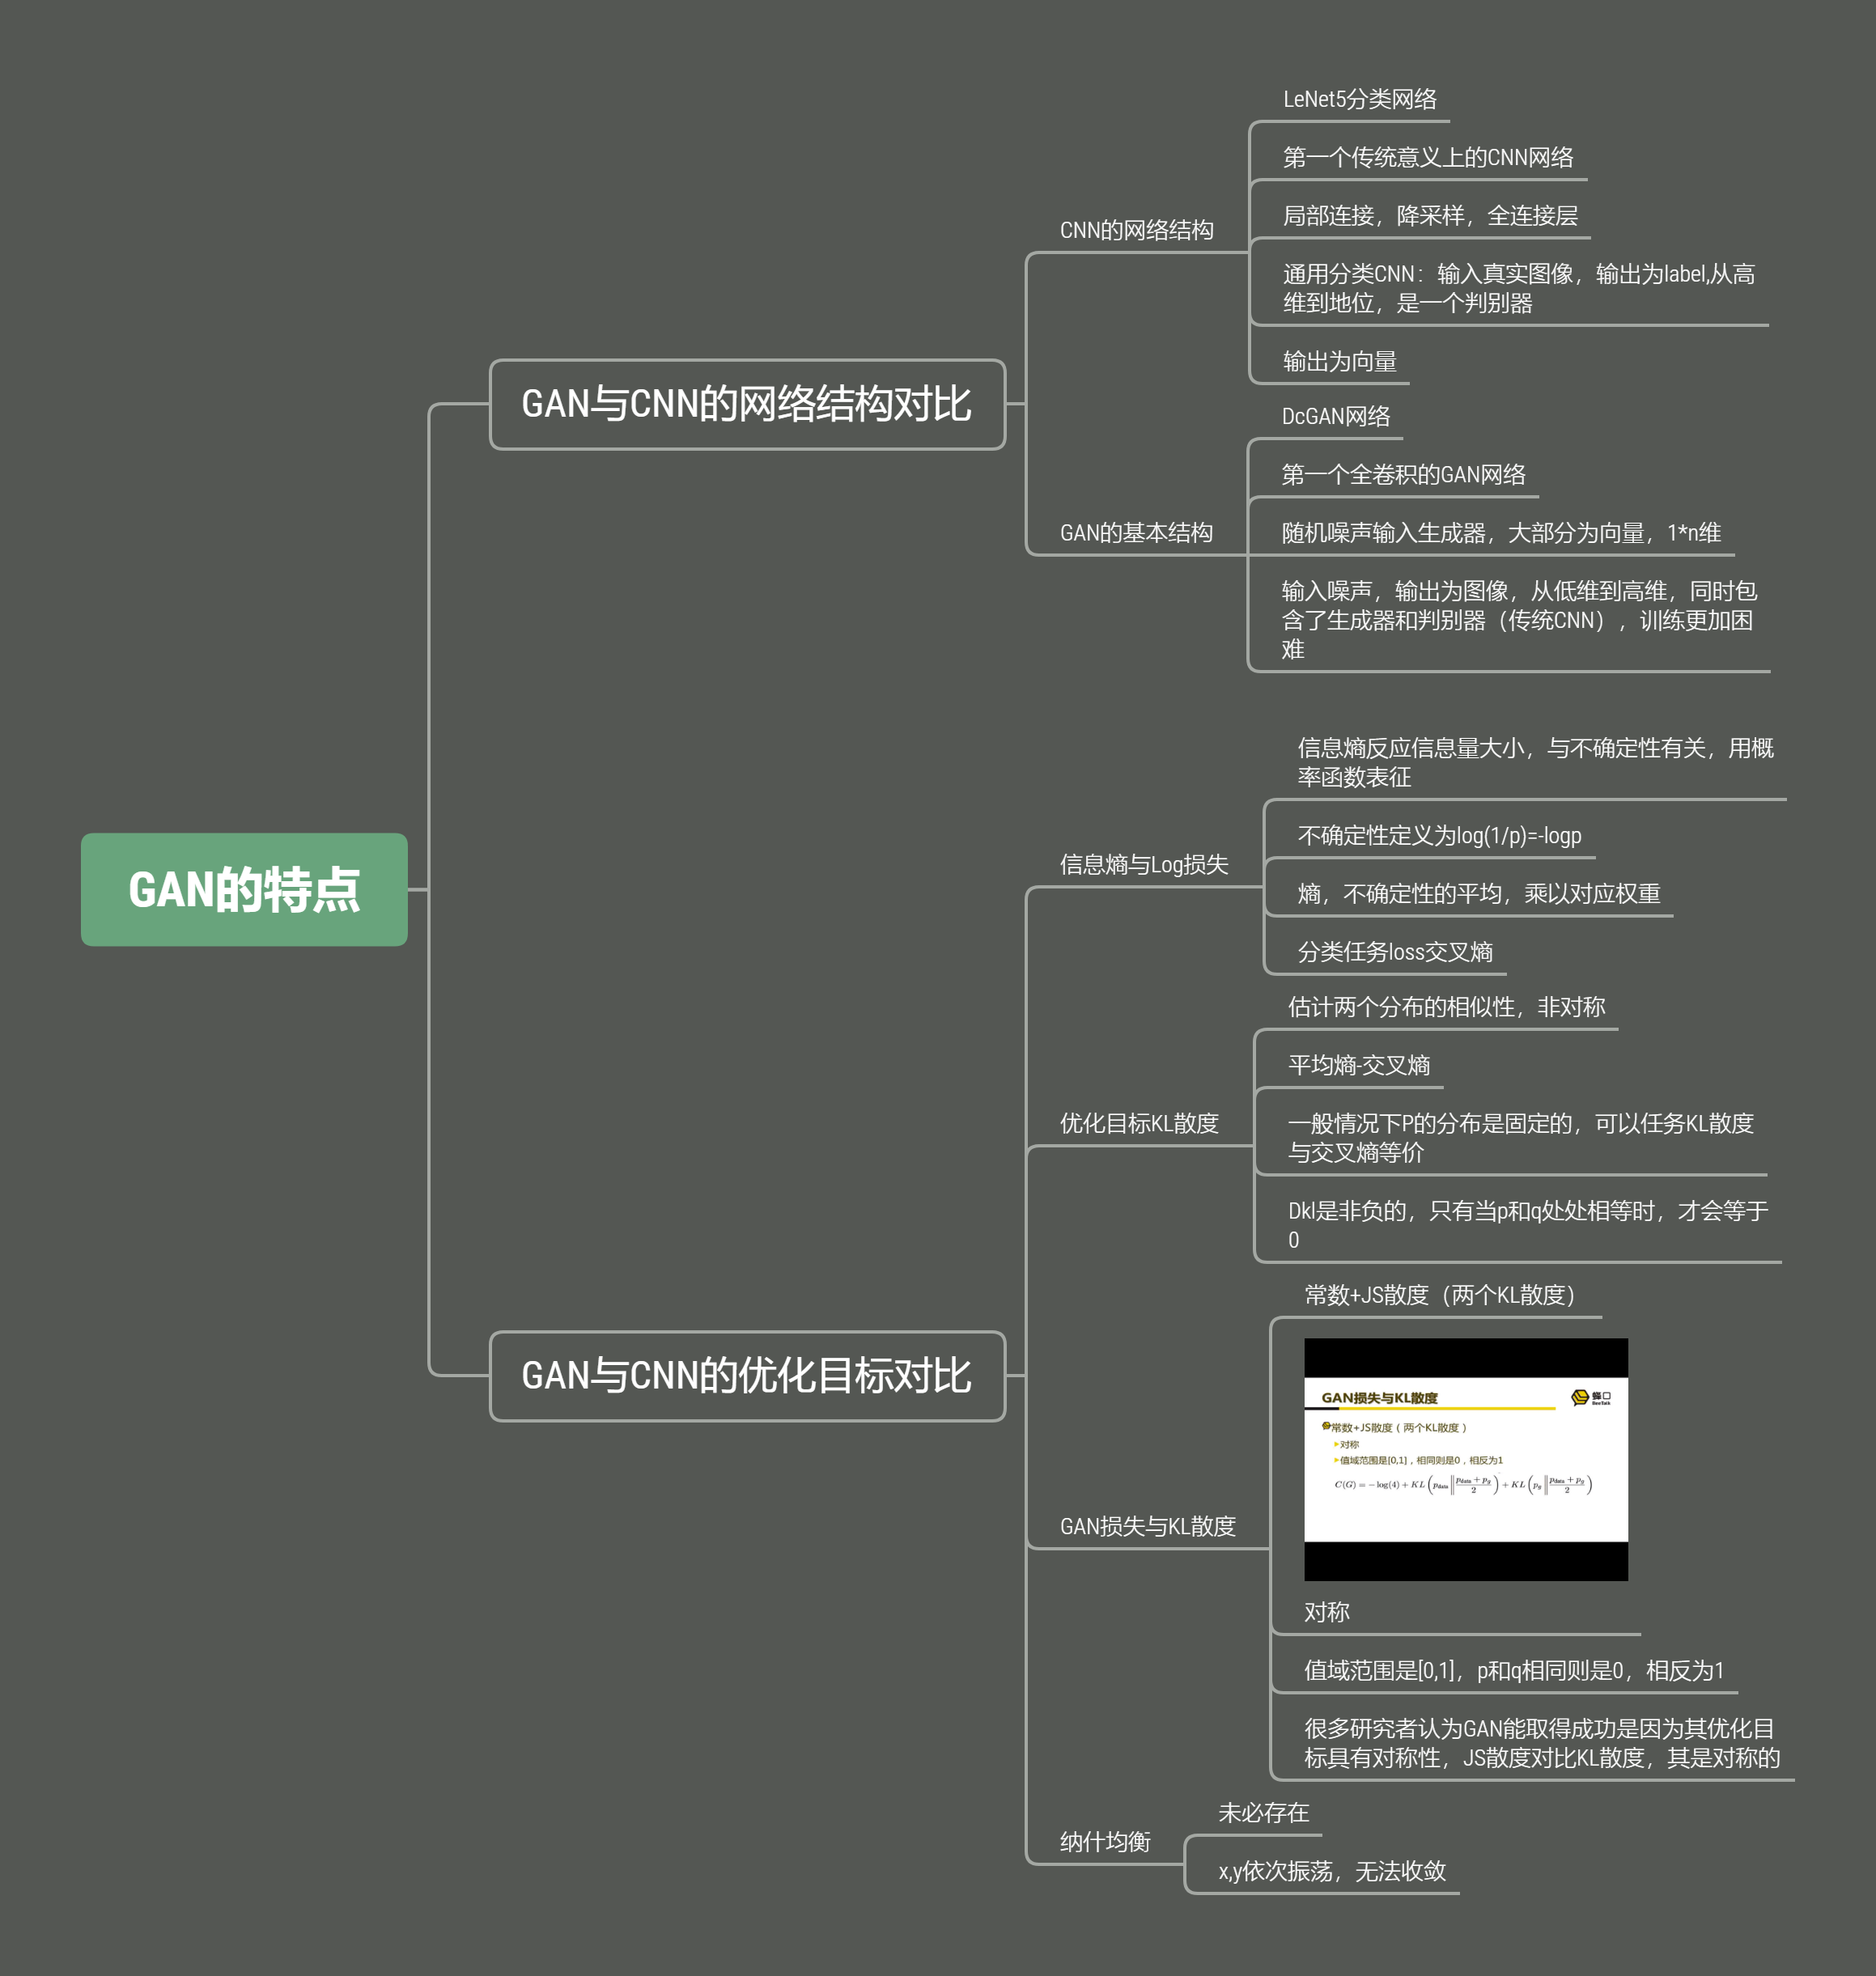 GAN的特点
GAN与CNN的网络结构对比
CNN的网络结构
LeNet5分类网络
第一个传统意义上的CNN网络
局部连接，降采样，全连接层
通用分类CNN：输入真实图像，输出为label,从高
维到地位，是一个判别器
输出为向量
GAN的基本结构
DcGAN网络
第一个全卷积的GAN网络
随机噪声输入生成器，大部分为向量，1*n维
输入噪声，输出为图像，从低维到高维，同时包
含了生成器和判别器（传统CNN），训练更加困
难
GAN与CNN的优化目标对比
信息熵与Log损失
信息熵反应信息量大小，与不确定性有关，用概
率函数表征
不确定性定义为log(1/p)=-logp
熵，不确定性的平均，乘以对应权重
分类任务loss交叉熵
优化目标KL散度
估计两个分布的相似性，非对称
平均熵-交叉熵
一般情况下P的分布是固定的，可以任务KL散度
与交叉熵等价
Dkl是非负的，只有当p和q处处相等时，才会等于
0
GAN损失与KL散度
常数+JS散度（两个KL散度）
GAN损失与KL散度
蜂口
BeeTalk
常数+JS散度（两个KL散度）
对称
值域范围是[0,1]，相同则是0，相反为1
C(G) = − log(4) + KL (p_data ‖ (p_data + p_g)/2) + KL (p_g ‖ (p_data + p_g)/2)
对称
值域范围是[0,1]，p和q相同则是0，相反为1
很多研究者认为GAN能取得成功是因为其优化目
标具有对称性，JS散度对比KL散度，其是对称的
纳什均衡
未必存在
x,y依次振荡，无法收敛